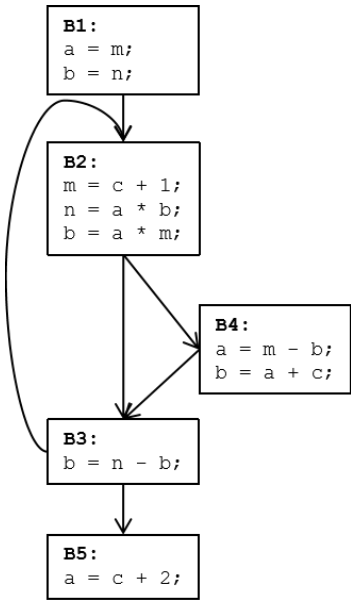 B1:
a = m;
b = n;
B2:
m = c + 1;
n = a * b;
b = a * m;
B4:
a = m - b;
b = a + c;
B3:
b = n - b;
B5:
a = c + 2;